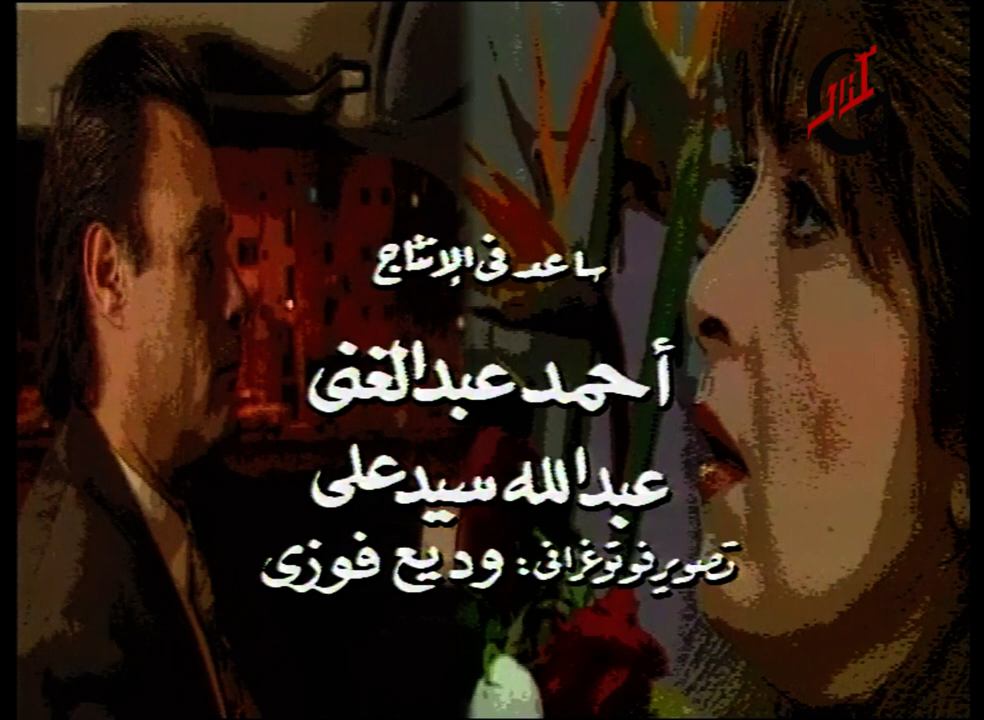 ساعد فى الإنتاج
أحمد عبد الغنى
عبد الله سيد على
تصوير فوتوغرافى: وديع فوزى